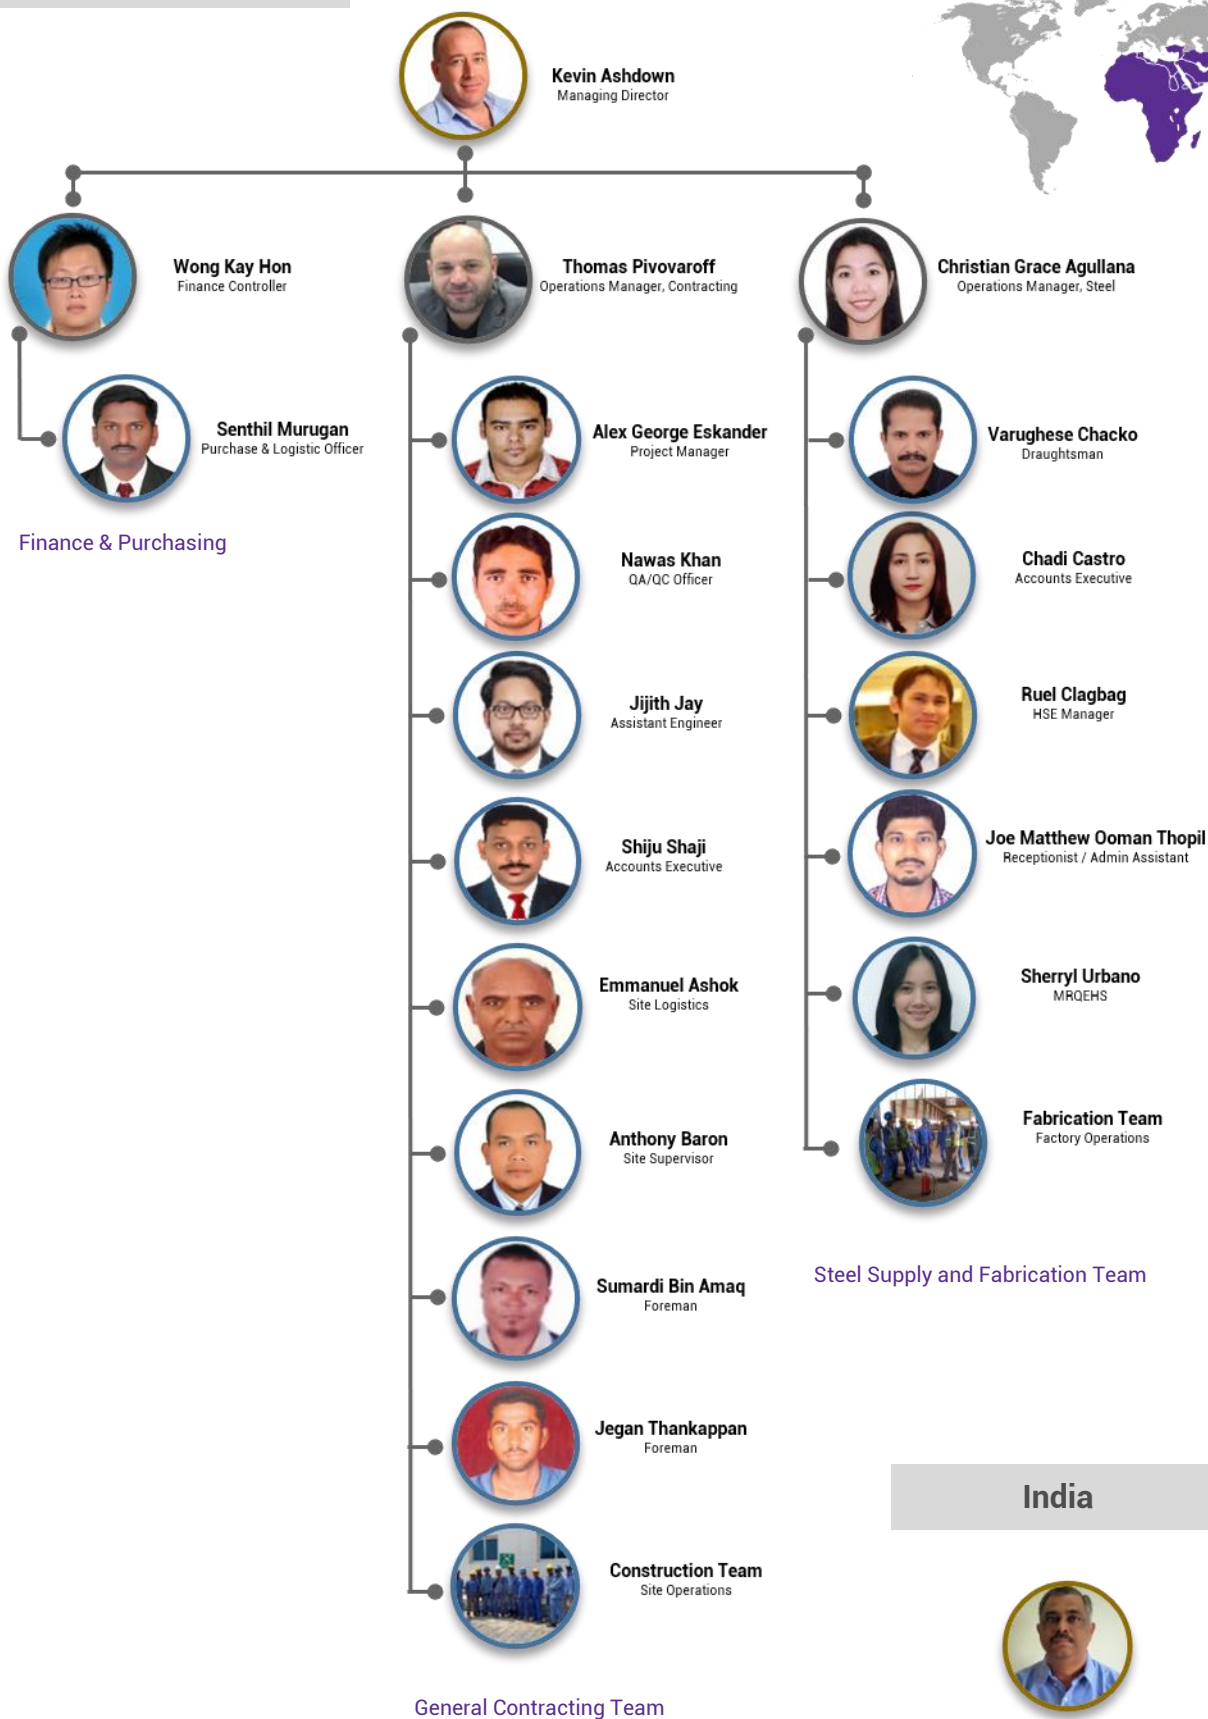 Kevin Ashdown
Managing Director
Wong Kay Hon
Finance Controller
Thomas Pivovaroff
Operations Manager, Contracting
Christian Grace Agullana
Operations Manager, Steel
Senthil Murugan
Purchase & Logistic Officer
Finance & Purchasing
Alex George Eskander
Project Manager
Nawas Khan
QA/QC Officer
Jijith Jay
Assistant Engineer
Shiju Shaji
Accounts Executive
Emmanuel Ashok
Site Logistics
Anthony Baron
Site Supervisor
Sumardi Bin Amaq
Foreman
Jegan Thankappan
Foreman
Construction Team
Site Operations
General Contracting Team
Varughese Chacko
Draughtsman
Chadi Castro
Accounts Executive
Ruel Clagbag
HSE Manager
Joe Matthew Ooman Thopil
Receptionist / Admin Assistant
Sherryl Urbano
MRQEHS
Fabrication Team
Factory Operations
Steel Supply and Fabrication Team
India